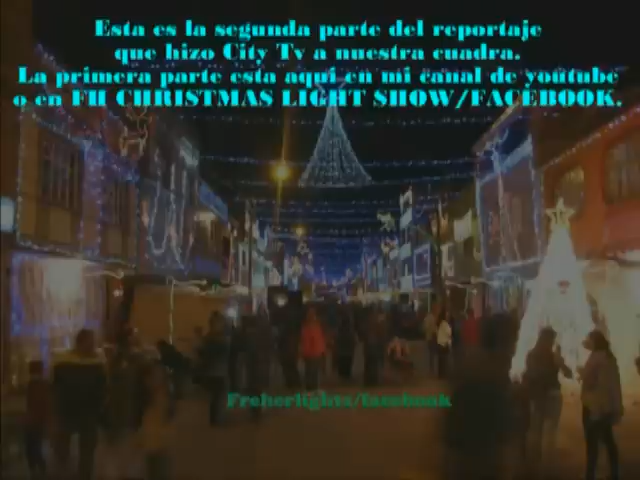 Esta es la segunda parte del reportaje
que hizo City Tv a nuestra cuadra.
La primera parte esta aqui en mi canal de youtube
o en FH CHRISTMAS LIGHT SHOW/FACEBOOK.
Freherlights/facebook